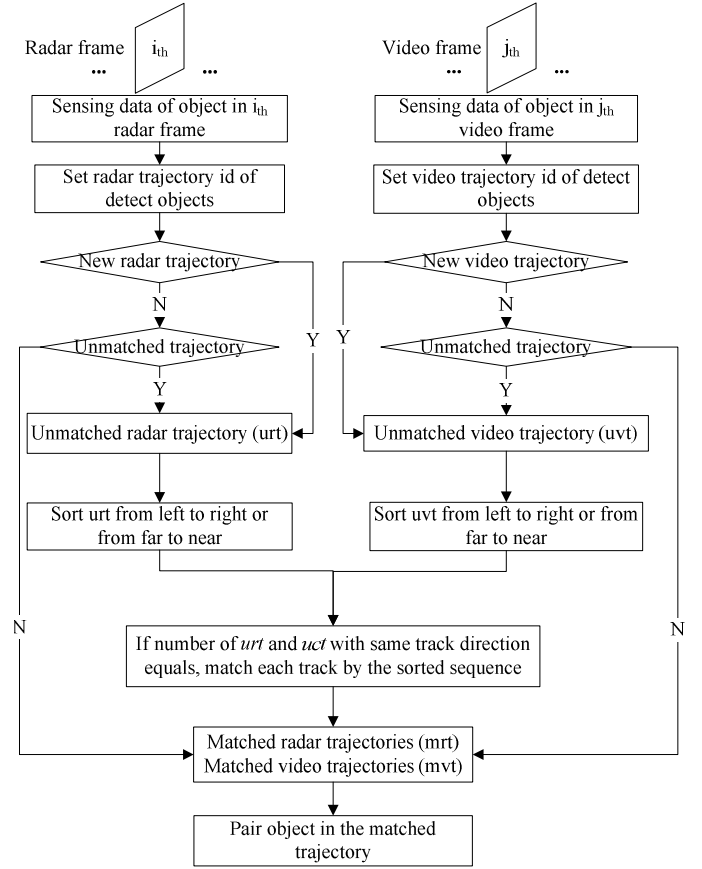 Radar frame
ith
... ...
Video frame
jth
... ...
Sensing data of object in ith
radar frame
Sensing data of object in jth
video frame
Set radar trajectory id of
detect objects
Set video trajectory id of detect
objects
New radar trajectory
New video trajectory
N
N
Y
Y
Unmatched trajectory
Unmatched trajectory
Y
Y
Unmatched radar trajectory (urt)
Unmatched video trajectory (uvt)
Sort urt from left to right or
from far to near
Sort uvt from left to right or from
far to near
N
N
If number of urt and uct with same track direction
equals, match each track by the sorted sequence
Matched radar trajectories (mrt)
Matched video trajectories (mvt)
Pair object in the matched
trajectory